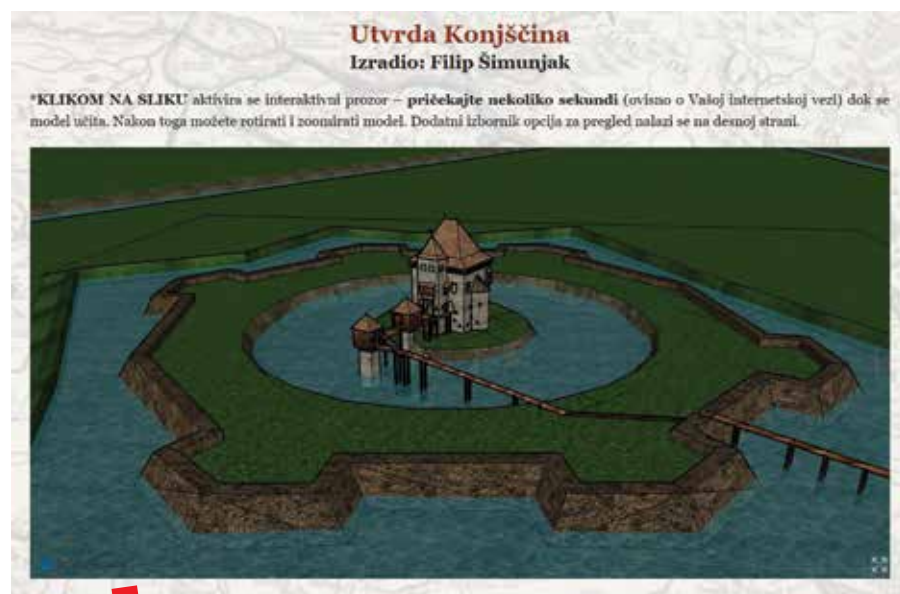 Utvrda Konjščina
Izradio: Filip Šimunjak
*KLIKOM NA SLIKU aktivira se interaktivni prozor – pričekajte nekoliko sekundi (ovisno o Vašoj internetskoj vezi) dok se
model učita. Nakon toga možete rotirati i zoomirati model. Dodatni izbornik opcija za pregled nalazi se na desnoj strani.